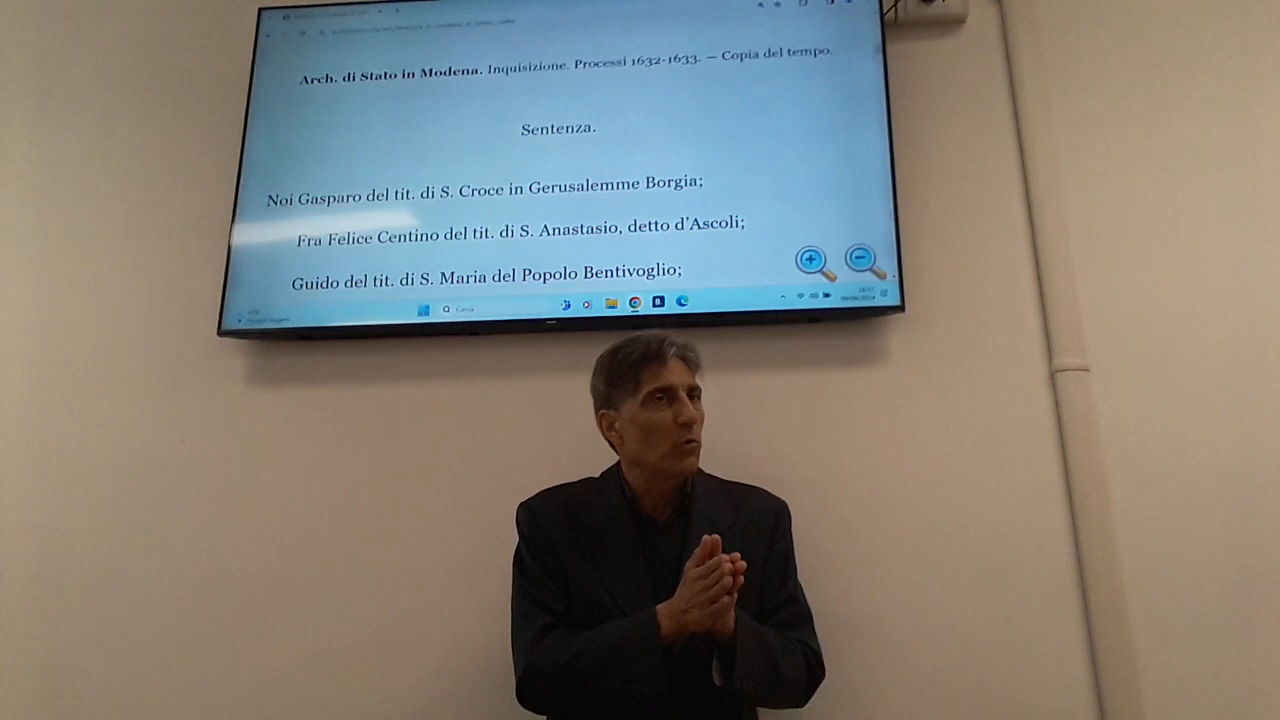 Arch. di Stato in Modena. Inquisizione. Processi 1632-1633. — Copia del tempo.
Sentenza.
Noi Gasparo del tit. di S. Croce in Gerusalemme Borgia;
Fra Felice Centino del tit. di S. Anastasio, detto d'Ascoli;
Guido del tit. di S. Maria del Popolo Bentivoglio;
Cerca